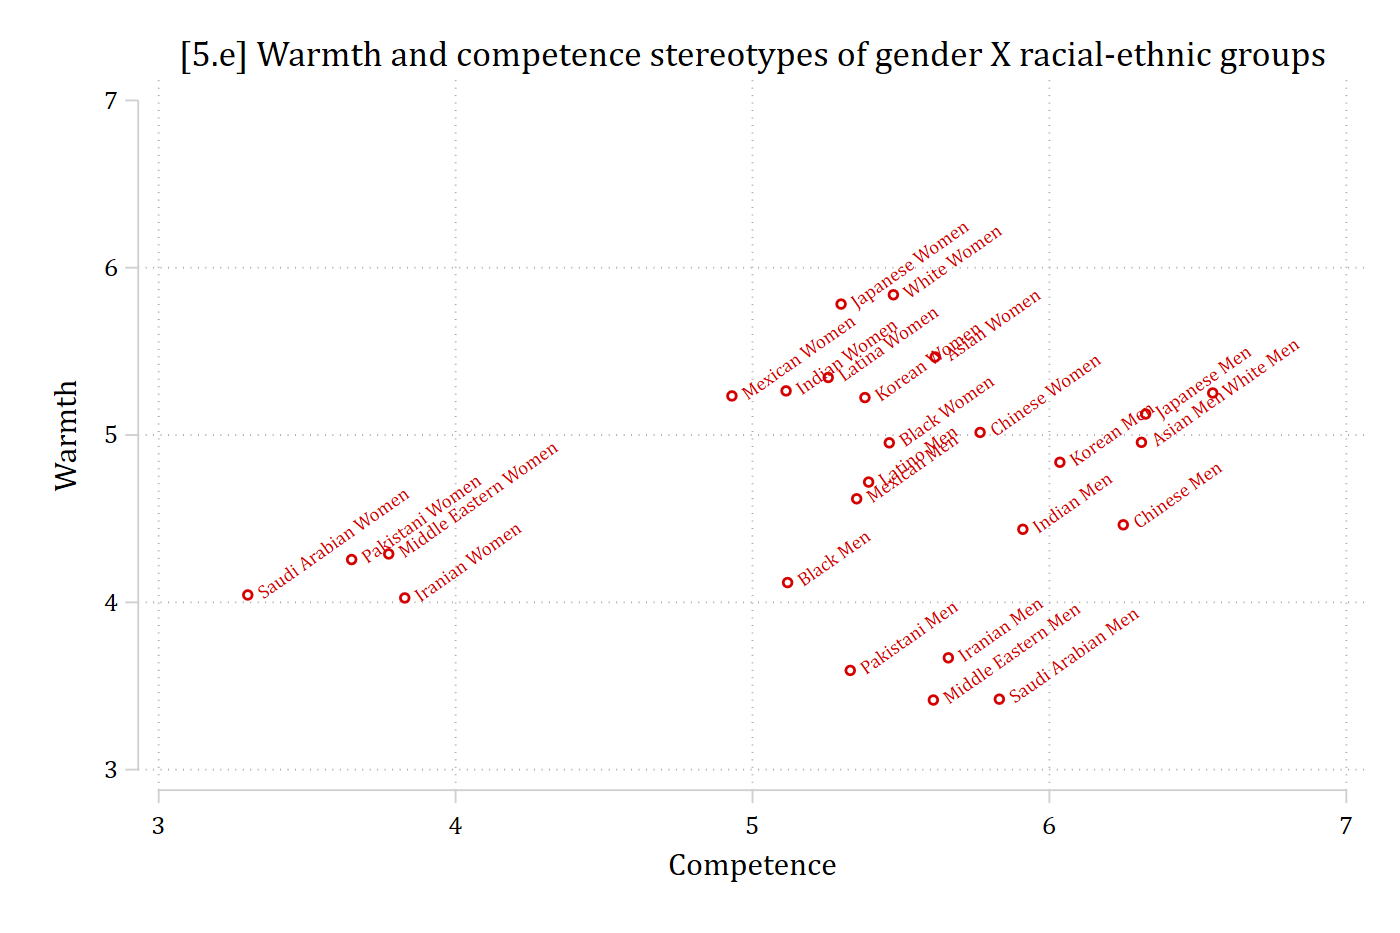 [5.e] Warmth and competence stereotypes of gender X racial-ethnic groups
7
6
5
4
3
Warmth
Japanese Women
White Women
Mexican Women
Indian Women
Latina Women
Korean Women
Asian Women
Black Women
Chinese Women
Latino Men
Mexican Men
Korean Men
Japanese Men
Asian Men
White Men
Indian Men
Chinese Men
Saudi Arabian Women
Pakistani Women
Middle Eastern Women
Iranian Women
Black Men
Pakistani Men
Iranian Men
Middle Eastern Men
Saudi Arabian Men
3
4
5
6
7
Competence